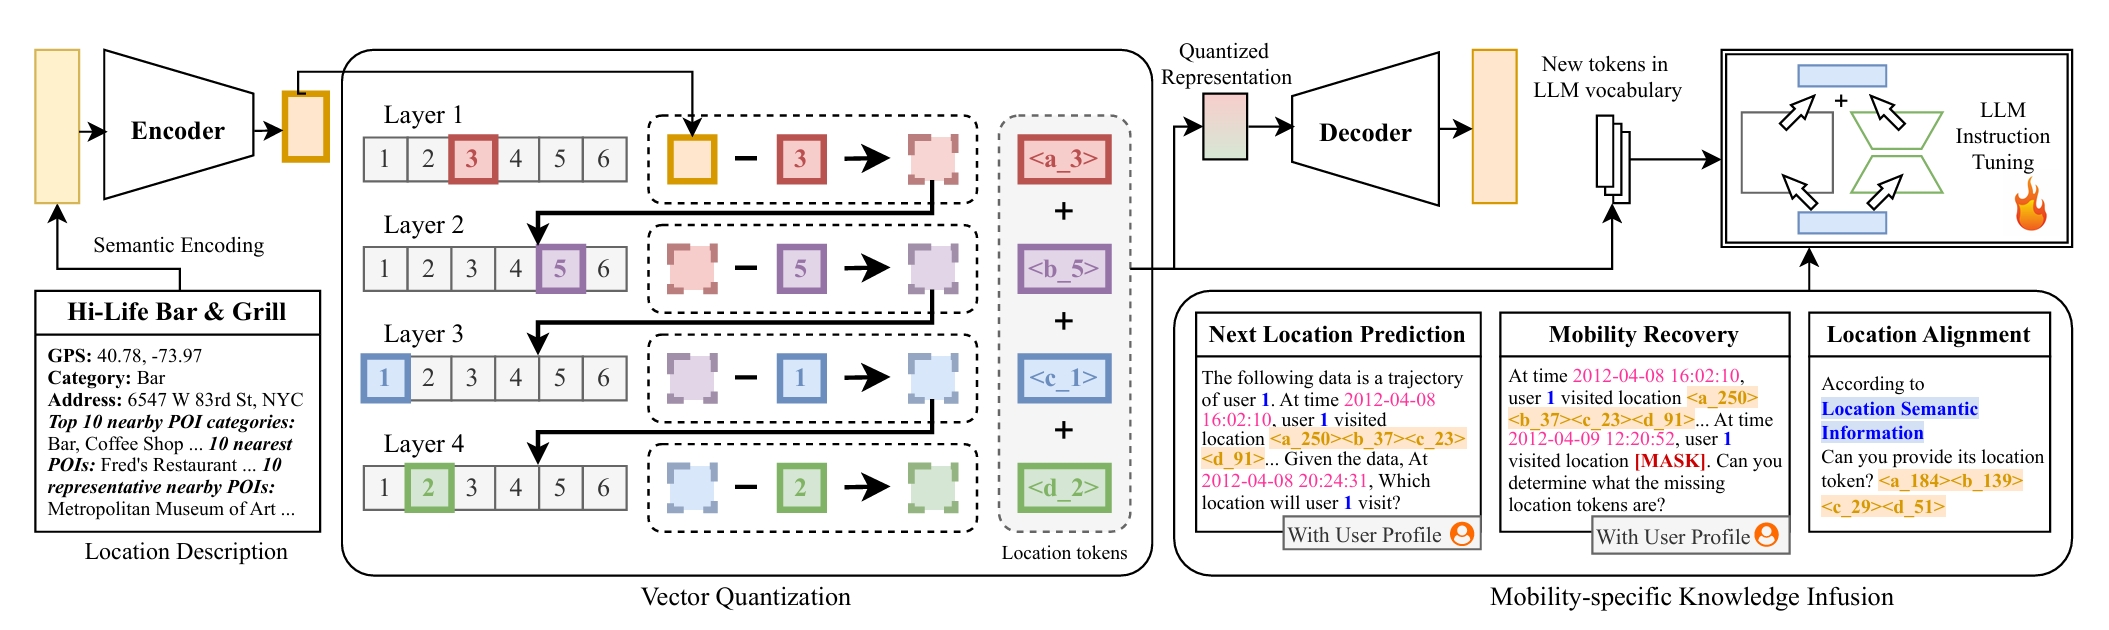 Encoder
Semantic Encoding
Hi-Life Bar & Grill
GPS: 40.78, -73.97
Category: Bar
Address: 6547 W 83rd St, NYC
Top 10 nearby POI categories:
Bar, Coffee Shop ... 10 nearest
POIs: Fred's Restaurant ... 10
representative nearby POIs:
Metropolitan Museum of Art ...
Location Description
Layer 1
1 2 3 4 5 6
3
<a_3>
+
Layer 2
1 2 3 4 5 6
5
<b_5>
+
Layer 3
1 2 3 4 5 6
1
<c_1>
+
Layer 4
1 2 3 4 5 6
2
<d_2>
Location tokens
Vector Quantization
Quantized
Representation
Decoder
New tokens in
LLM vocabulary
+
LLM
Instruction
Tuning
Next Location Prediction
The following data is a trajectory
of user 1. At time 2012-04-08
16:02:10, user 1 visited
location <a_250><b_37><c_23>
<d_91>... Given the data, At
2012-04-08 20:24:31, Which
location will user 1 visit?
With User Profile
Mobility Recovery
At time 2012-04-08 16:02:10,
user 1 visited location <a_250>
<b_37><c_23><d_91>... At time
2012-04-09 12:20:52, user 1
visited location [MASK]. Can you
determine what the missing
location tokens are?
With User Profile
Location Alignment
According to
Location Semantic
Information
Can you provide its location
token? <a_184><b_139>
<c_29><d_51>
Mobility-specific Knowledge Infusion